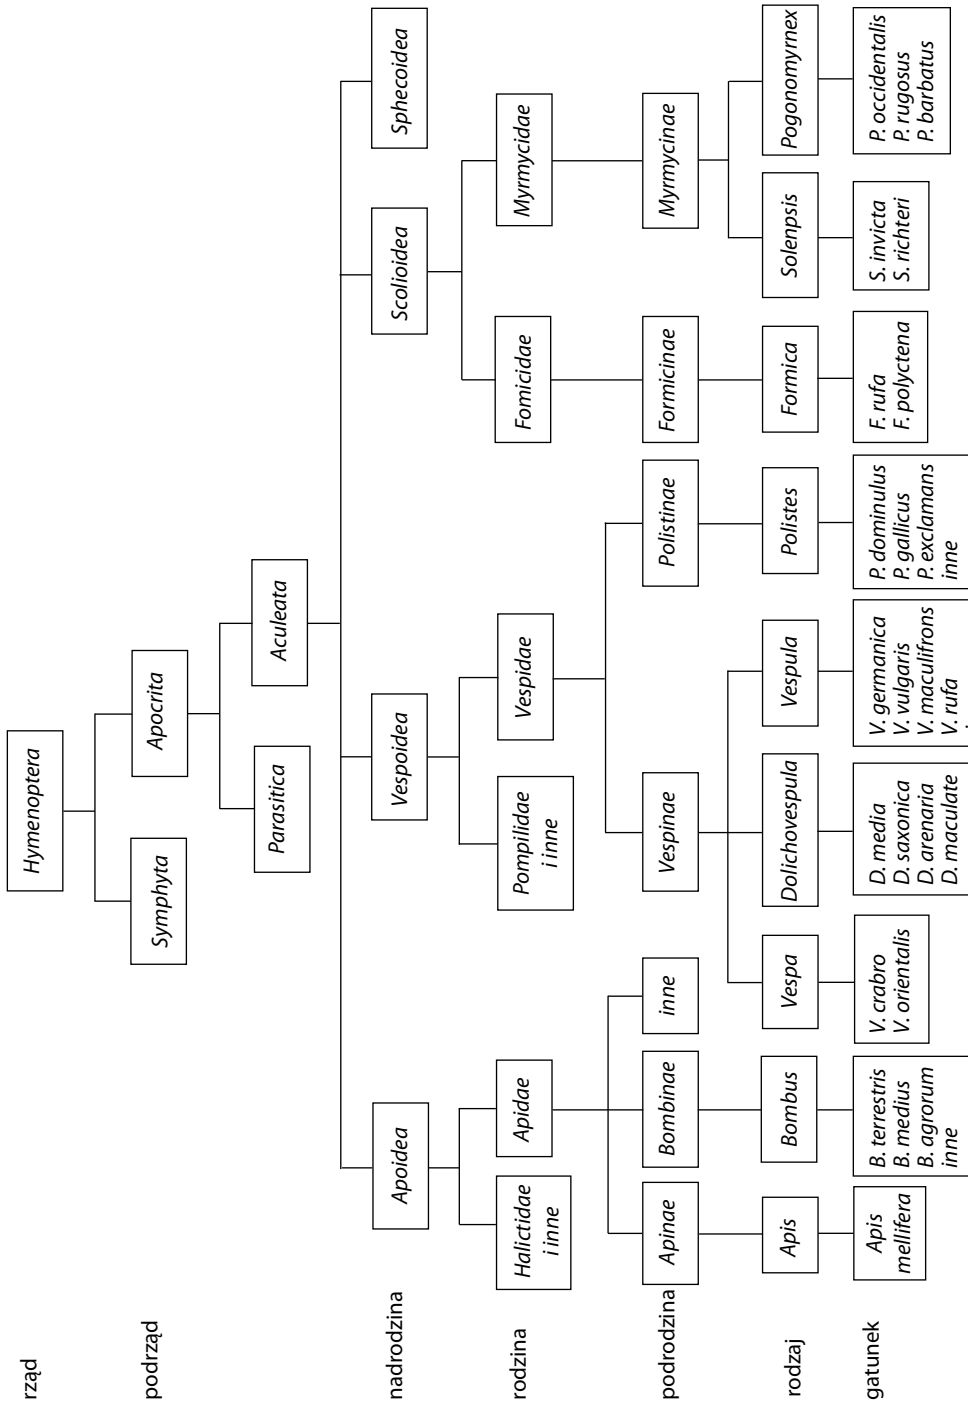 rząd
Hymenoptera
podrząd
Symphyta
Apocrita
Parasitica
Aculeata
nadrodzina
Apoidea
Vespoidea
Scolioidea
Sphecoidea
rodzina
Halictidae
i inne
Apidae
Pompilidae
i inne
Vespidae
Fomicidae
Myrmycidae
podrodzina
Apinae
Bombinae
inne
Vespinae
Polistinae
Formicinae
Myrmycinae
rodzaj
Apis
Bombus
Vespa
Dolichovespula
Vespula
Polistes
Formica
Solenpsis
Pogonomyrnex
gatunek
Apis
mellifera
B. terrestris
B. medius
B. agrorum
inne
V. crabro
V. orientalis
D. media
D. saxonica
D. arenaria
D. maculate
V. germanica
V. vulgaris
V. maculifrons
V. rufa
P. dominulus
P. gallicus
P. exclamans
inne
F. rufa
F. polyctena
S. invicta
S. richteri
P. occidentalis
P. rugosus
P. barbatus